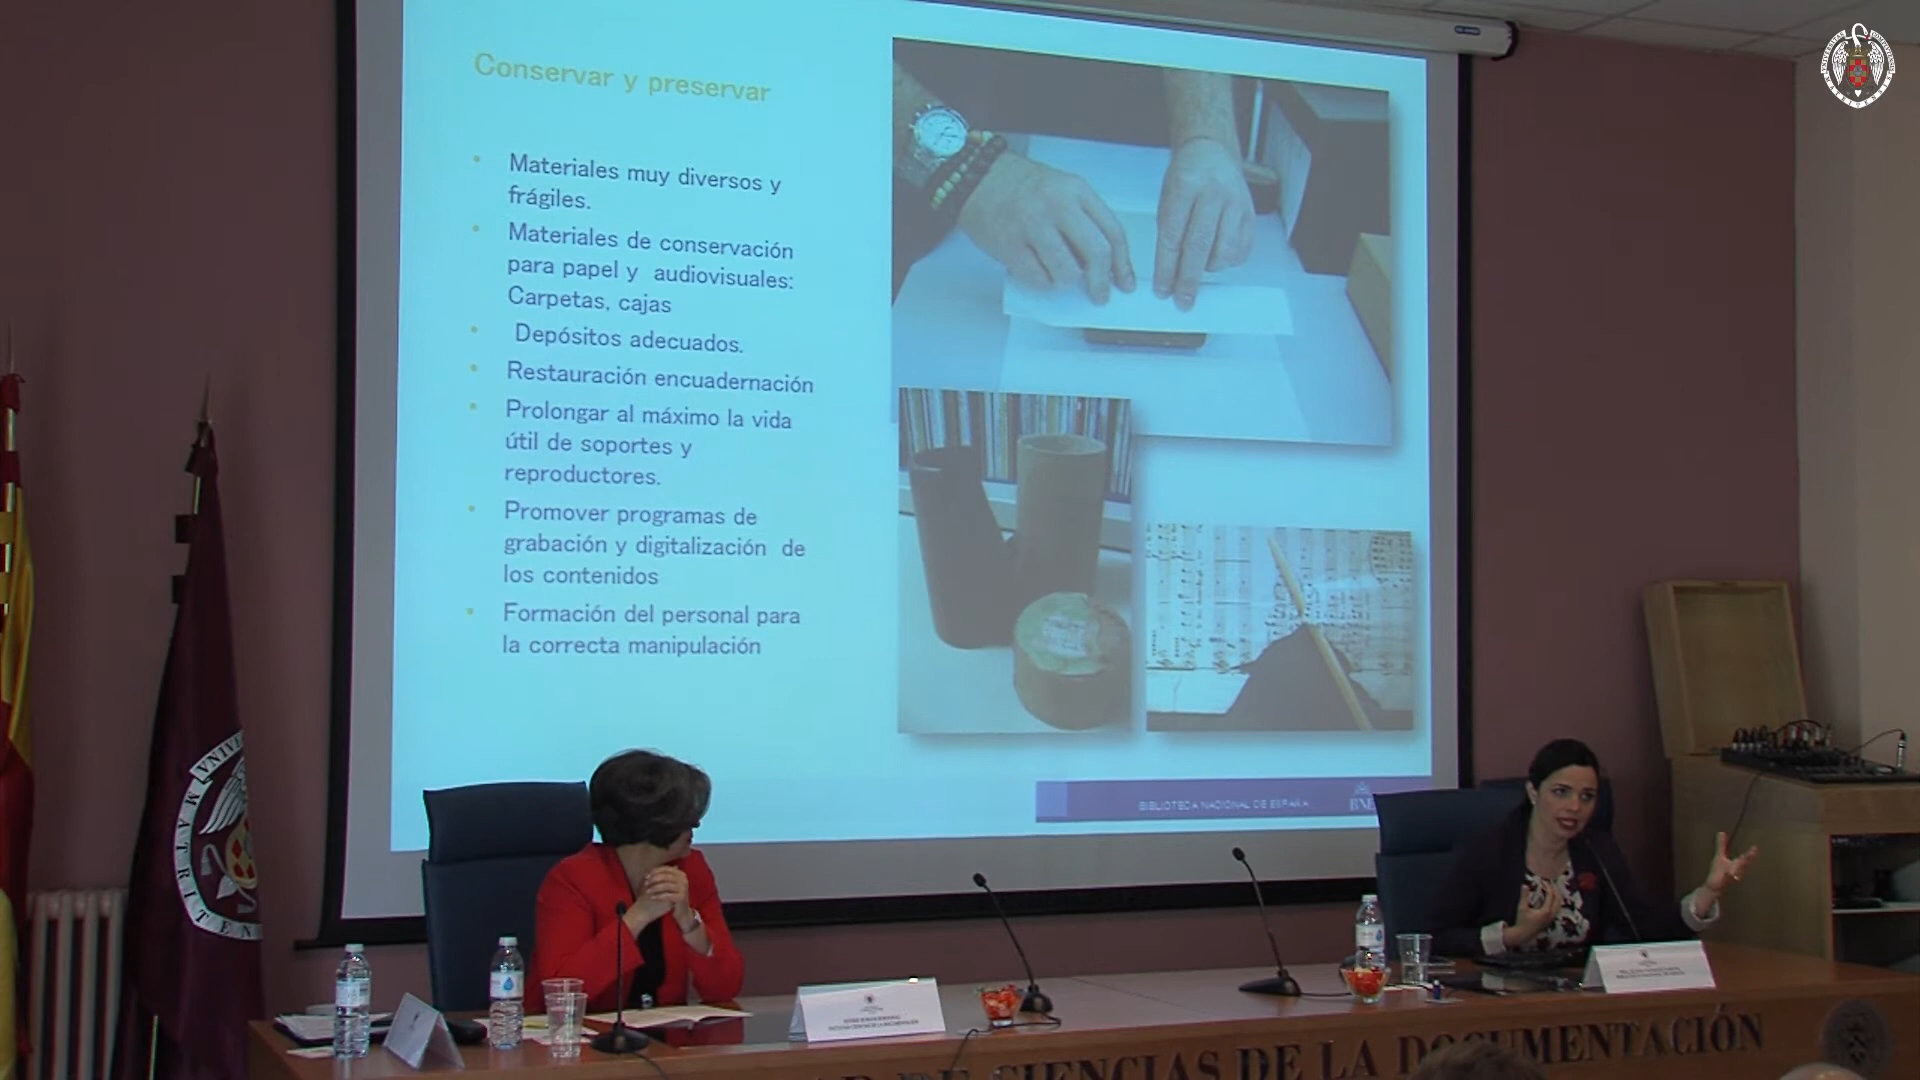 Conservar y preservar
• Materiales muy diversos y
frágiles.
• Materiales de conservación
para papel y audiovisuales:
Carpetas, cajas
• Depósitos adecuados.
• Restauración encuadernación
• Prolongar al máximo la vida
útil de soportes y
reproductores.
• Promover programas de
grabación y digitalización de
los contenidos
• Formación del personal para
la correcta manipulación
BIBLIOTECA NACIONAL DE ESPAÑA
DE CIENCIAS DE LA DOCUMENTACIÓN